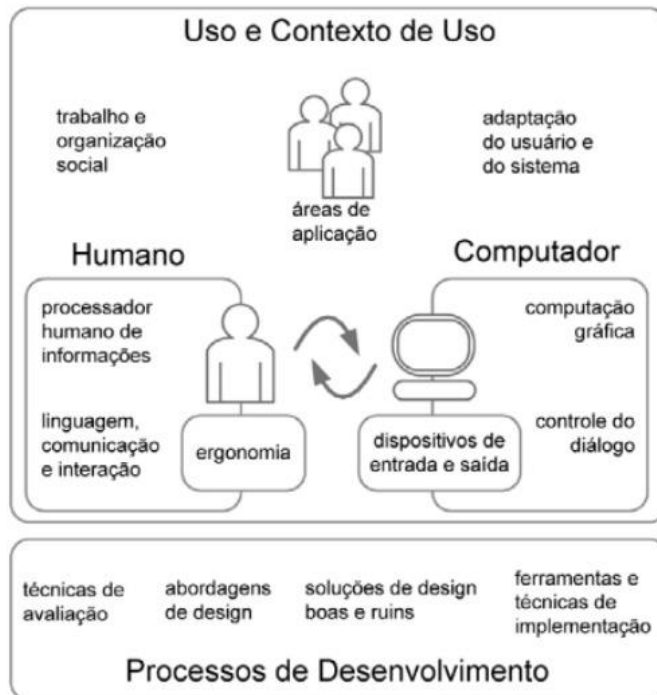 Uso e Contexto de Uso
trabalho e
organização
social
áreas de
aplicação
adaptação
do usuário e
do sistema
Humano
processador
humano de
informações
linguagem,
comunicação
e interação
ergonomia
Computador
computação
gráfica
controle do
diálogo
dispositivos de
entrada e saída
técnicas de
avaliação
abordagens
de design
soluções de design
boas e ruins
ferramentas e
técnicas de
implementação
Processos de Desenvolvimento